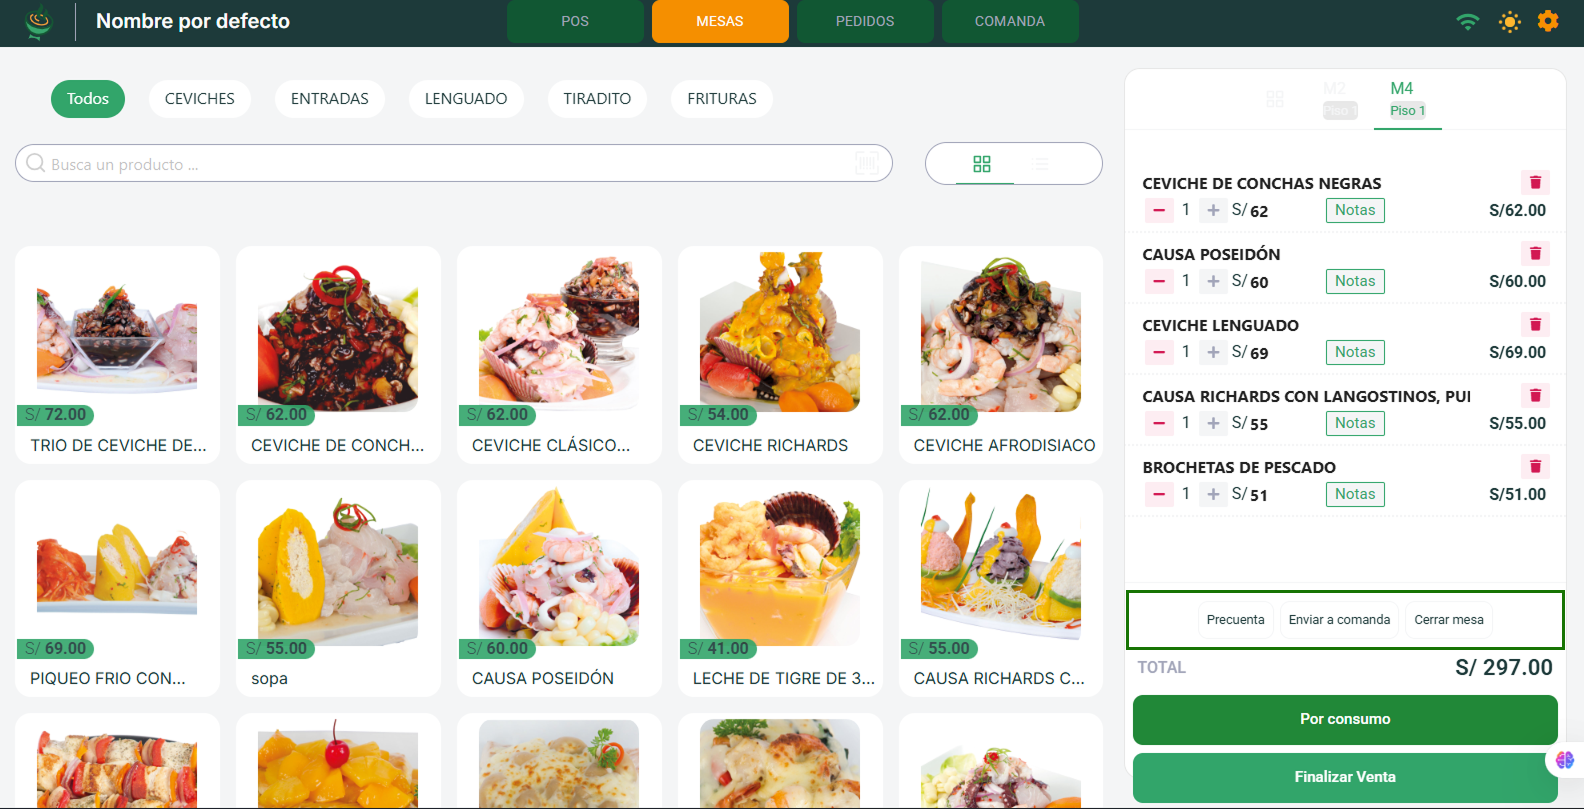 Nombre por defecto
POS
MESAS
PEDIDOS
COMANDA
Todos
CEVICHES
ENTRADAS
LENGUADO
TIRADITO
FRITURAS
Busca un producto ...
S/ 72.00
TRIO DE CEVICHE DE...
S/ 62.00
CEVICHE DE CONCH...
S/ 62.00
CEVICHE CLÁSICO...
S/ 54.00
CEVICHE RICHARDS
S/ 62.00
CEVICHE AFRODISIACO
S/ 69.00
PIQUEO FRIO CON...
S/ 55.00
sopa
S/ 60.00
CAUSA POSEIDÓN
S/ 41.00
LECHE DE TIGRE DE 3...
S/ 55.00
CAUSA RICHARDS C...
M2
Piso 1
M4
Piso 1
CEVICHE DE CONCHAS NEGRAS
1 S/ 62 Notas S/62.00
CAUSA POSEIDÓN
1 S/ 60 Notas S/60.00
CEVICHE LENGUADO
1 S/ 69 Notas S/69.00
CAUSA RICHARDS CON LANGOSTINOS, PUI
1 S/ 55 Notas S/55.00
BROCHETAS DE PESCADO
1 S/ 51 Notas S/51.00
Precuenta
Enviar a comanda
Cerrar mesa
TOTAL S/ 297.00
Por consumo
Finalizar Venta